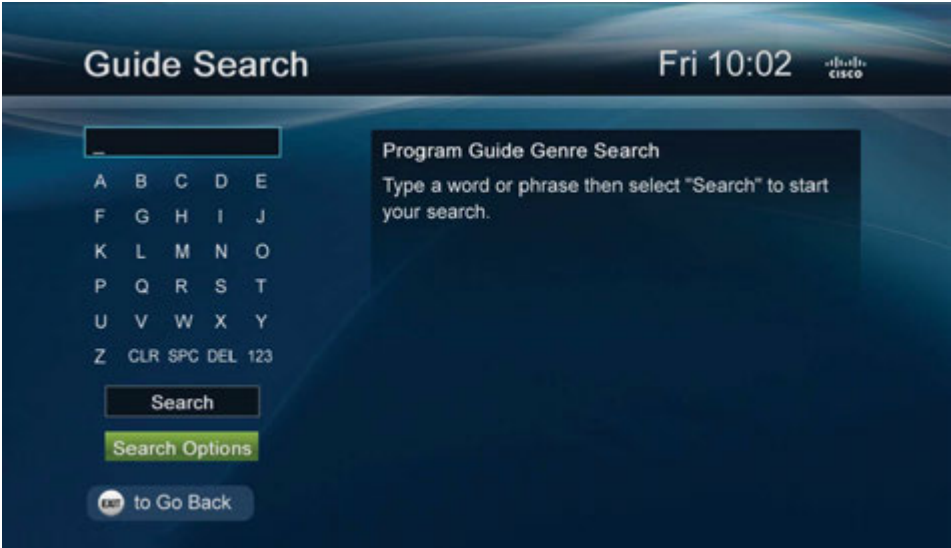 Guide Search
Fri 10:02
CISCO
_
A B C D E
F G H I J
K L M N O
P Q R S T
U V W X Y
Z CLR SPC DEL 123
Search
Search Options
EXIT to Go Back
Program Guide Genre Search
Type a word or phrase then select "Search" to start
your search.